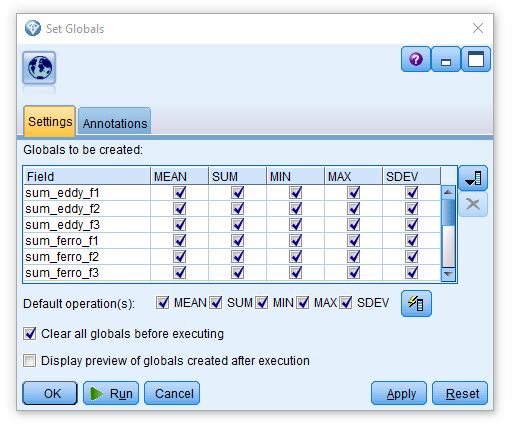 Set Globals
Settings Annotations
Globals to be created:
Field MEAN SUM MIN MAX SDEV
sum_eddy_f1
sum_eddy_f2
sum_eddy_f3
sum_ferro_f1
sum_ferro_f2
sum_ferro_f3
Default operation(s): MEAN SUM MIN MAX SDEV
Clear all globals before executing
Display preview of globals created after execution
OK Run Cancel Apply Reset